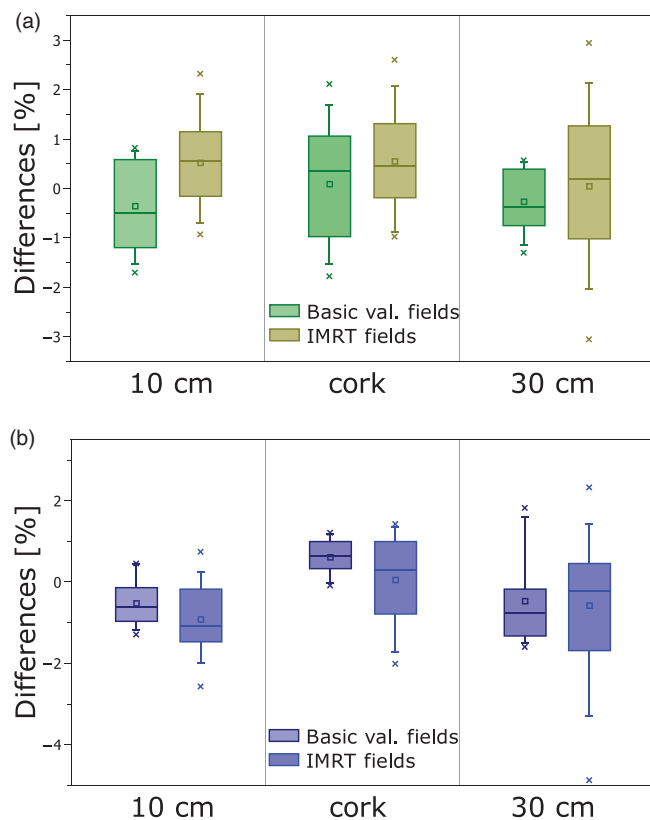 (a)
Differences [%]
3
2
1
0
−1
−2
−3
Basic val. fields
IMRT fields
10 cm
cork
30 cm
(b)
Differences [%]
2
0
−2
−4
Basic val. fields
IMRT fields
10 cm
cork
30 cm